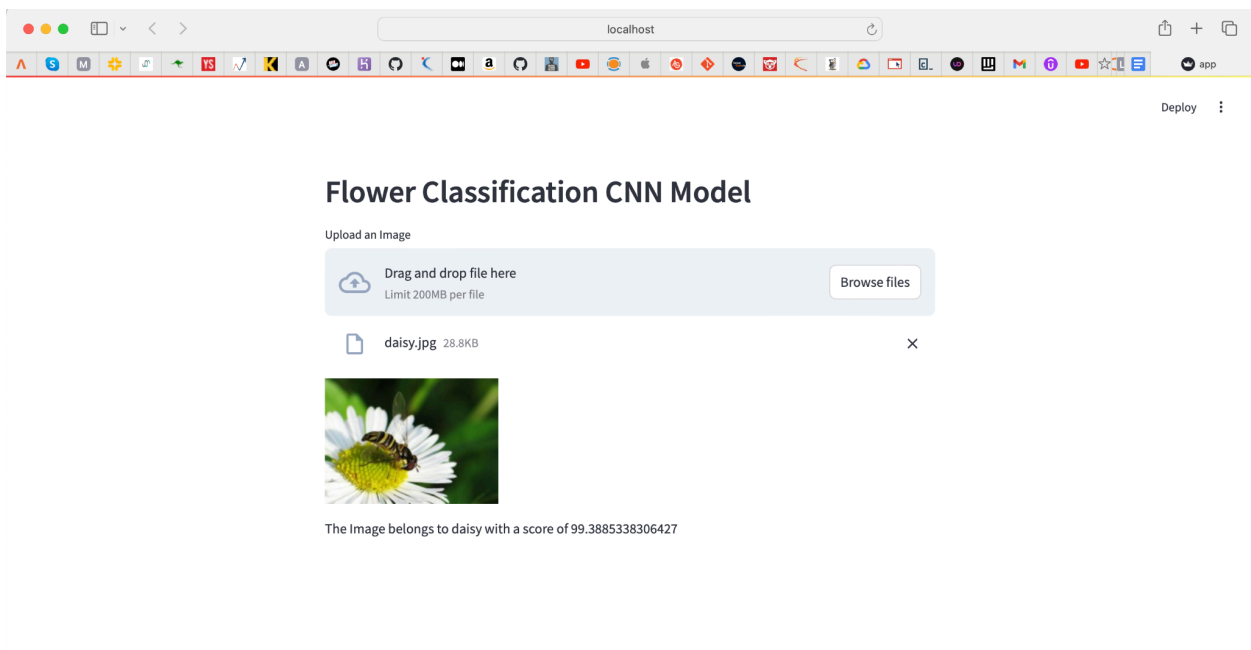 localhost
app
Deploy
Flower Classification CNN Model
Upload an Image
Drag and drop file here
Limit 200MB per file
Browse files
daisy.jpg 28.8KB
The Image belongs to daisy with a score of 99.3885338306427